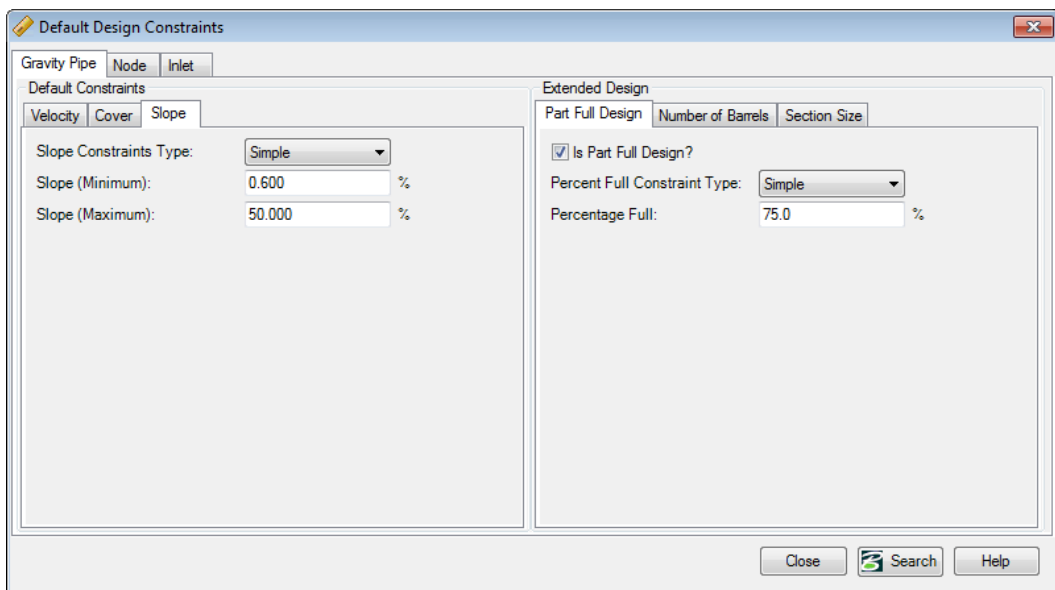 Default Design Constraints
Gravity Pipe Node Inlet
Default Constraints
Velocity Cover Slope
Slope Constraints Type: Simple
Slope (Minimum): 0.600 %
Slope (Maximum): 50.000 %
Extended Design
Part Full Design Number of Barrels Section Size
Is Part Full Design?
Percent Full Constraint Type: Simple
Percentage Full: 75.0 %
Close Search Help